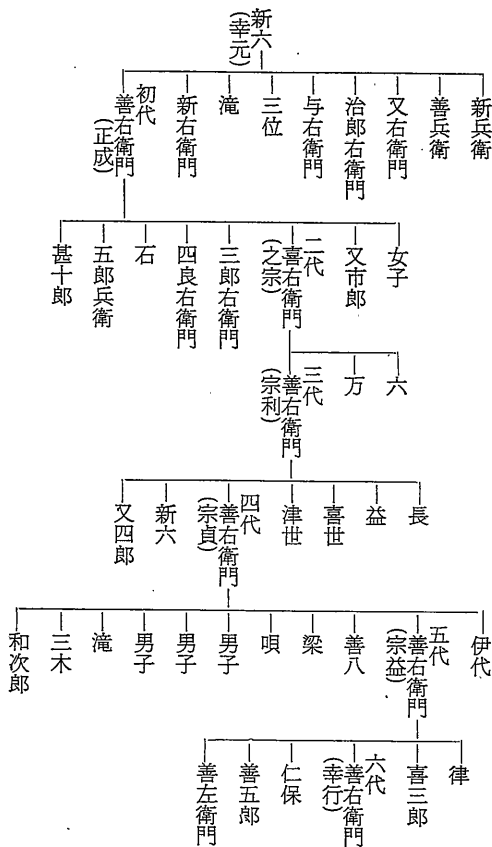 新六
(幸元)
新兵衛
善兵衛
又右衛門
治郎右衛門
与右衛門
三位
滝
新右衛門
初代
善右衛門
(正成)
女子
又市郎
二代
喜右衛門
(之宗)
三郎右衛門
四良右衛門
石
五郎兵衛
甚十郎
六
万
三代
善右衛門
(宗利)
長
益
喜世
津世
四代
善右衛門
(宗貞)
新六
又四郎
伊代
五代
善右衛門
(宗益)
善八
梁
唄
男子
男子
男子
滝
三木
和次郎
律
喜三郎
六代
善右衛門
(幸行)
仁保
善五郎
善左衛門